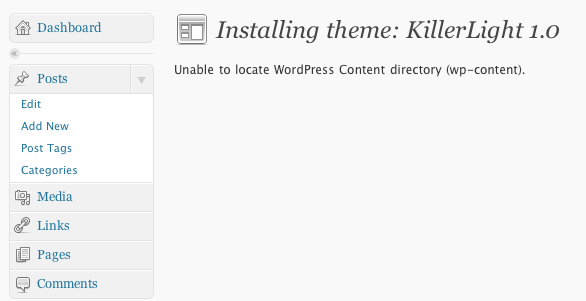 Dashboard
Installing theme: KillerLight 1.0
Unable to locate WordPress Content directory (wp-content).
Posts
Edit
Add New
Post Tags
Categories
Media
Links
Pages
Comments